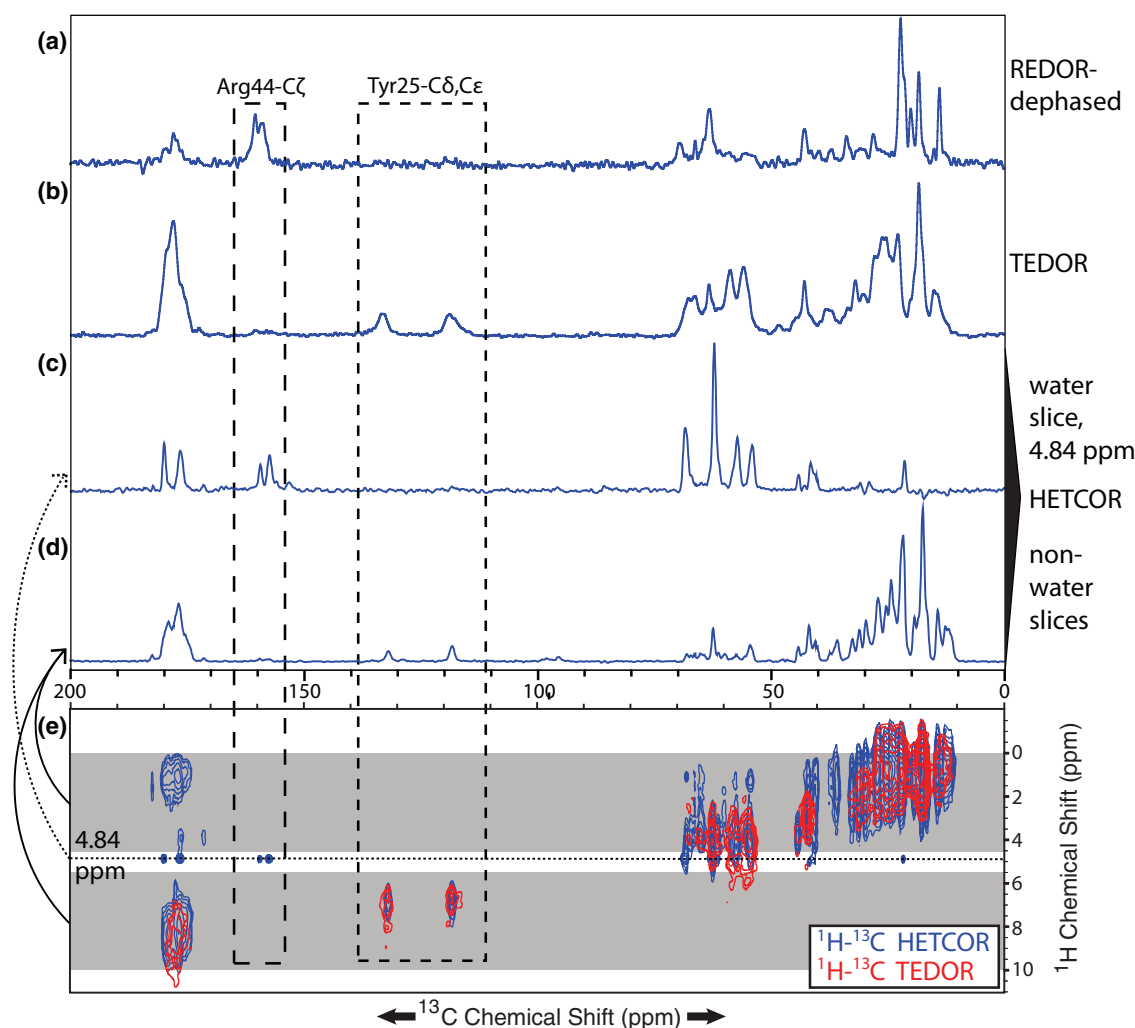 (a)
Arg44-Cζ
Tyr25-Cδ,Cε
REDOR-
dephased
(b)
TEDOR
(c)
water
slice,
4.84 ppm
HETCOR
(d)
non-
water
slices
200
150
100
50
0
(e)
4.84
ppm
0
2
4
6
8
10
¹H Chemical Shift (ppm)
¹H-¹³C HETCOR
¹H-¹³C TEDOR
¹³C Chemical Shift (ppm)